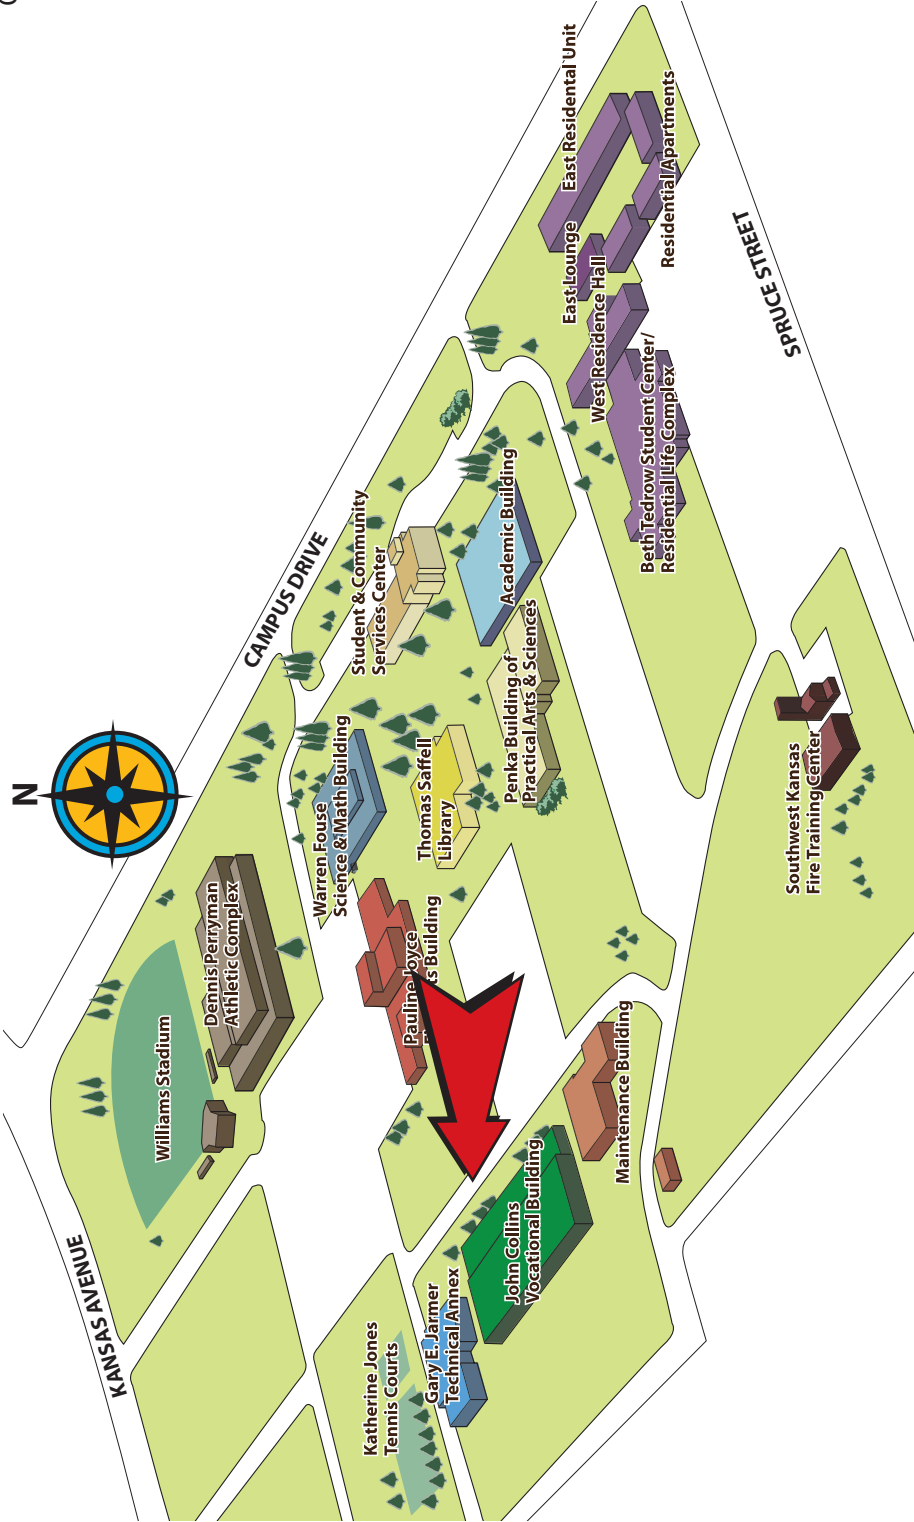 N
KANSAS AVENUE
CAMPUS DRIVE
SPRUCE STREET
Williams Stadium
Dennis Perryman
Athletic Complex
Warren Fouse
Science & Math Building
Student & Community
Services Center
Thomas Saffell
Library
Academic Building
Penka Building of
Practical Arts & Sciences
Pauline Joyce
ts Building
East Residental Unit
East Lounge
West Residence Hall
Residential Apartments
Beth Tedrow Student Center/
Residential Life Complex
Southwest Kansas
Fire Training Center
Maintenance Building
John Collins
Vocational Building
Gary E. Jarmer
Technical Annex
Katherine Jones
Tennis Courts